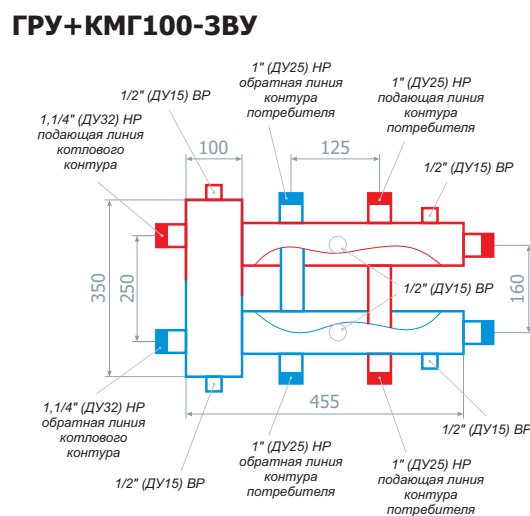 ГРУ+КМГ100-3ВУ
1" (ДУ25) НР
обратная линия
контура
потребителя
1" (ДУ25) НР
подающая линия
контура
потребителя
1/2" (ДУ15) ВР
1,1/4" (ДУ32) НР
подающая линия
котлового
контура
100
125
1/2" (ДУ15) ВР
350
250
1/2" (ДУ15) ВР
160
455
1,1/4" (ДУ32) НР
обратная линия
котлового
контура
1/2" (ДУ15) ВР
1" (ДУ25) НР
обратная линия
контура
потребителя
1" (ДУ25) НР
подающая линия
контура
потребителя
1/2" (ДУ15) ВР